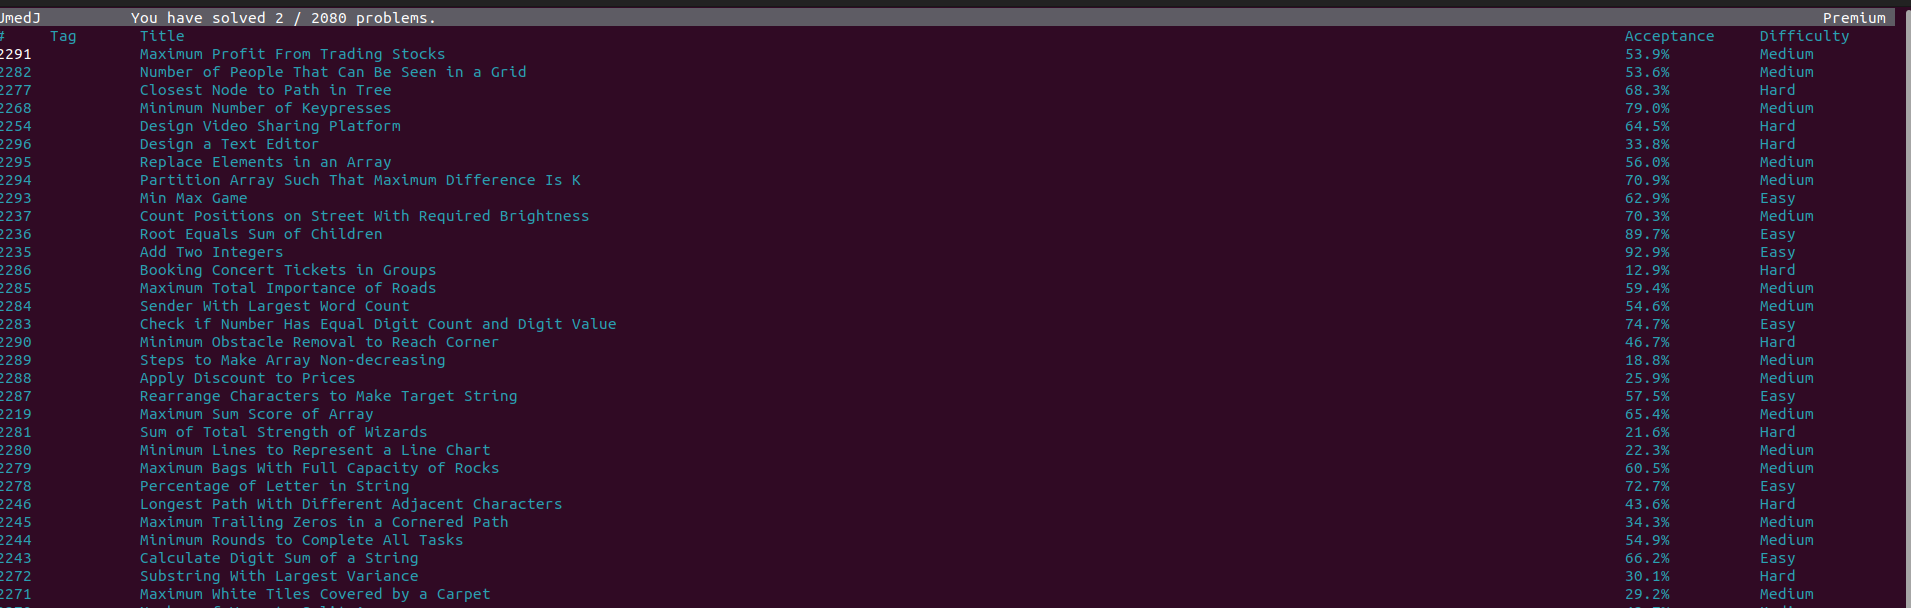 UmedJ You have solved 2 / 2080 problems. Premium
# Tag Title Acceptance Difficulty
2291 Maximum Profit From Trading Stocks 53.9% Medium
2282 Number of People That Can Be Seen in a Grid 53.6% Medium
2277 Closest Node to Path in Tree 68.3% Hard
2268 Minimum Number of Keypresses 79.0% Medium
2254 Design Video Sharing Platform 64.5% Hard
2296 Design a Text Editor 33.8% Hard
2295 Replace Elements in an Array 56.0% Medium
2294 Partition Array Such That Maximum Difference Is K 70.9% Medium
2293 Min Max Game 62.9% Easy
2237 Count Positions on Street With Required Brightness 70.3% Medium
2236 Root Equals Sum of Children 89.7% Easy
2235 Add Two Integers 92.9% Easy
2286 Booking Concert Tickets in Groups 12.9% Hard
2285 Maximum Total Importance of Roads 59.4% Medium
2284 Sender With Largest Word Count 54.6% Medium
2283 Check if Number Has Equal Digit Count and Digit Value 74.7% Easy
2290 Minimum Obstacle Removal to Reach Corner 46.7% Hard
2289 Steps to Make Array Non-decreasing 18.8% Medium
2288 Apply Discount to Prices 25.9% Medium
2287 Rearrange Characters to Make Target String 57.5% Easy
2219 Maximum Sum Score of Array 65.4% Medium
2281 Sum of Total Strength of Wizards 21.6% Hard
2280 Minimum Lines to Represent a Line Chart 22.3% Medium
2279 Maximum Bags With Full Capacity of Rocks 60.5% Medium
2278 Percentage of Letter in String 72.7% Easy
2246 Longest Path With Different Adjacent Characters 43.6% Hard
2245 Maximum Trailing Zeros in a Cornered Path 34.3% Medium
2244 Minimum Rounds to Complete All Tasks 54.9% Medium
2243 Calculate Digit Sum of a String 66.2% Easy
2272 Substring With Largest Variance 30.1% Hard
2271 Maximum White Tiles Covered by a Carpet 29.2% Medium